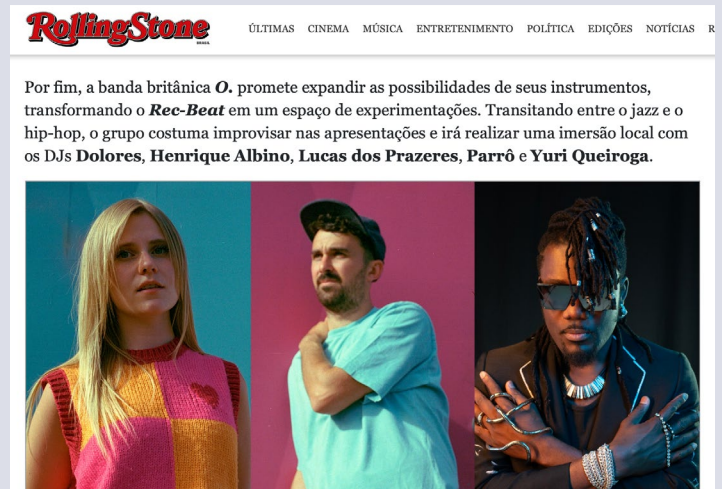 RollingStone
BRASIL
ÚLTIMAS CINEMA MÚSICA ENTRETENIMENTO POLÍTICA EDIÇÕES NOTÍCIAS R
Por fim, a banda britânica O. promete expandir as possibilidades de seus instrumentos,
transformando o Rec-Beat em um espaço de experimentações. Transitando entre o jazz e o
hip-hop, o grupo costuma improvisar nas apresentações e irá realizar uma imersão local com
os DJs Dolores, Henrique Albino, Lucas dos Prazeres, Parrô e Yuri Queiroga.